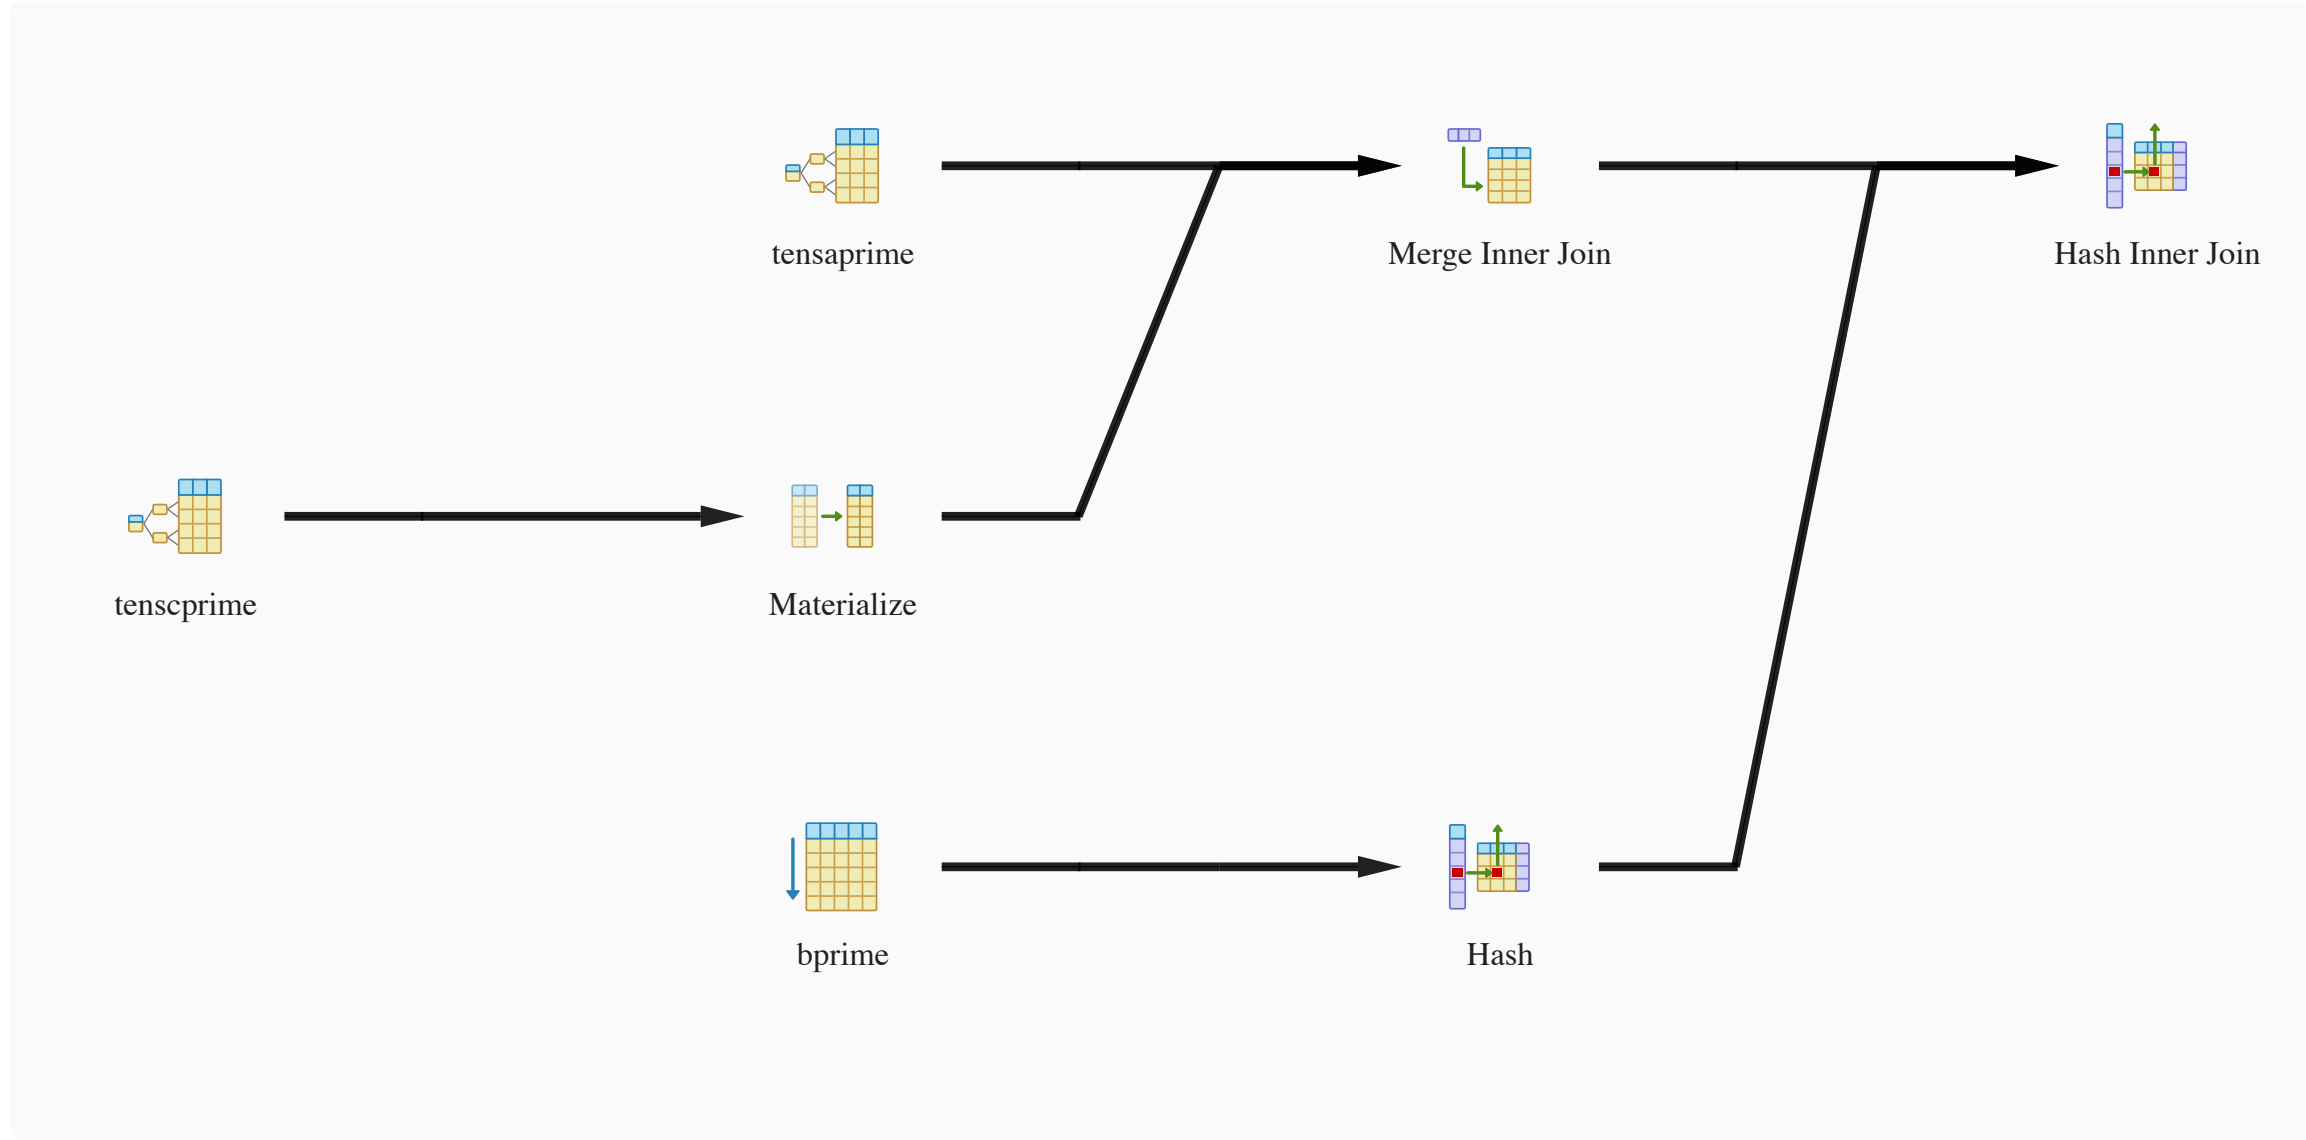 tensaprime
Merge Inner Join
Hash Inner Join
tenscprime
Materialize
bprime
Hash